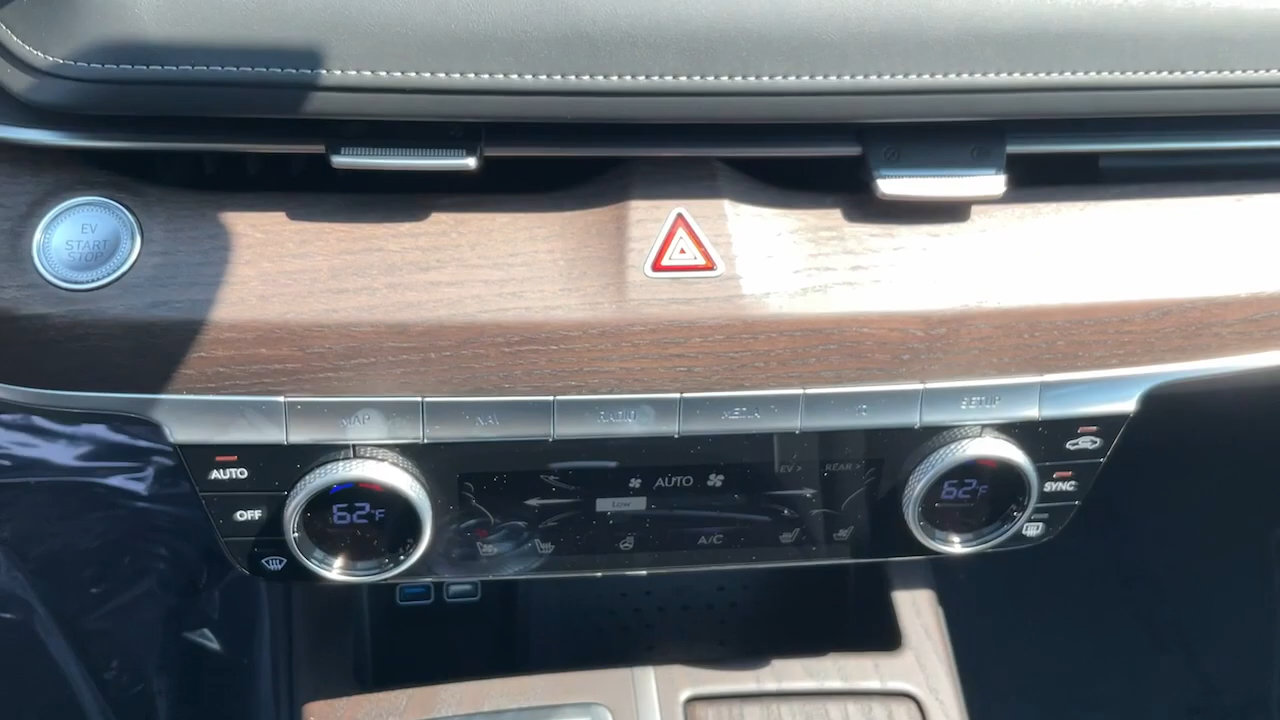 EV
START
STOP
MAP
NAV
RADIO
MEDIA
SETUP
AUTO
OFF
62°F
AUTO
Low
A/C
EV >
REAR >
62°F
SYNC